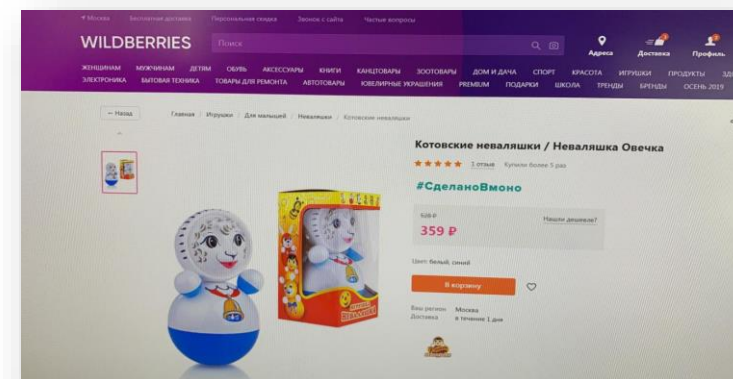 Москва Бесплатная доставка Персональная скидка Звонок с сайта Частые вопросы
WILDBERRIES Поиск Адреса Доставка Профиль
ЖЕНЩИНАМ МУЖЧИНАМ ДЕТЯМ ОБУВЬ АКСЕССУАРЫ КНИГИ КАНЦТОВАРЫ ЗООТОВАРЫ ДОМ И ДАЧА СПОРТ КРАСОТА ИГРУШКИ ПРОДУКТЫ
ЭЛЕКТРОНИКА БЫТОВАЯ ТЕХНИКА ТОВАРЫ ДЛЯ РЕМОНТА АВТОТОВАРЫ ЮВЕЛИРНЫЕ УКРАШЕНИЯ PREMIUM ПОДАРКИ ШКОЛА ТРЕНДЫ БРЕНДЫ ОСЕНЬ 2019
← Назад Главная / Игрушки / Для малышей / Неваляшки / Котовские неваляшки
Котовские неваляшки / Неваляшка Овечка
1 отзыв Купили более 5 раз
#СделаноВмоно
Нашли дешевле?
359 ₽
Цвет: белый, синий
В корзину
Ваш регион Москва
Доставка в течение 1 дня
НЕВАЛЯШКА